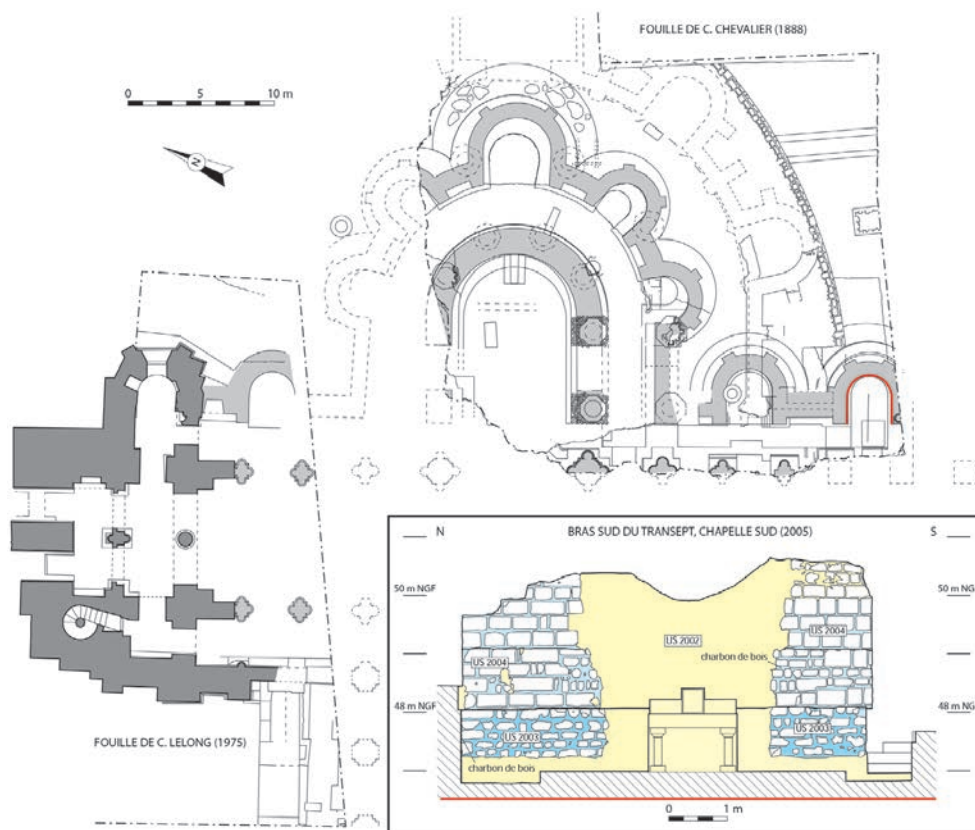 FOUILLE DE C. CHEVALIER (1888)
0 5 10 m
N
FOUILLE DE C. LELONG (1975)
N BRAS SUD DU TRANSEPT, CHAPELLE SUD (2005) S
50 m NGF 50 m NGF
US 2002
US 2004 US 2004
charbon de bois
48 m NGF 48 m NGF
US 2003 US 2003
charbon de bois
0 1 m